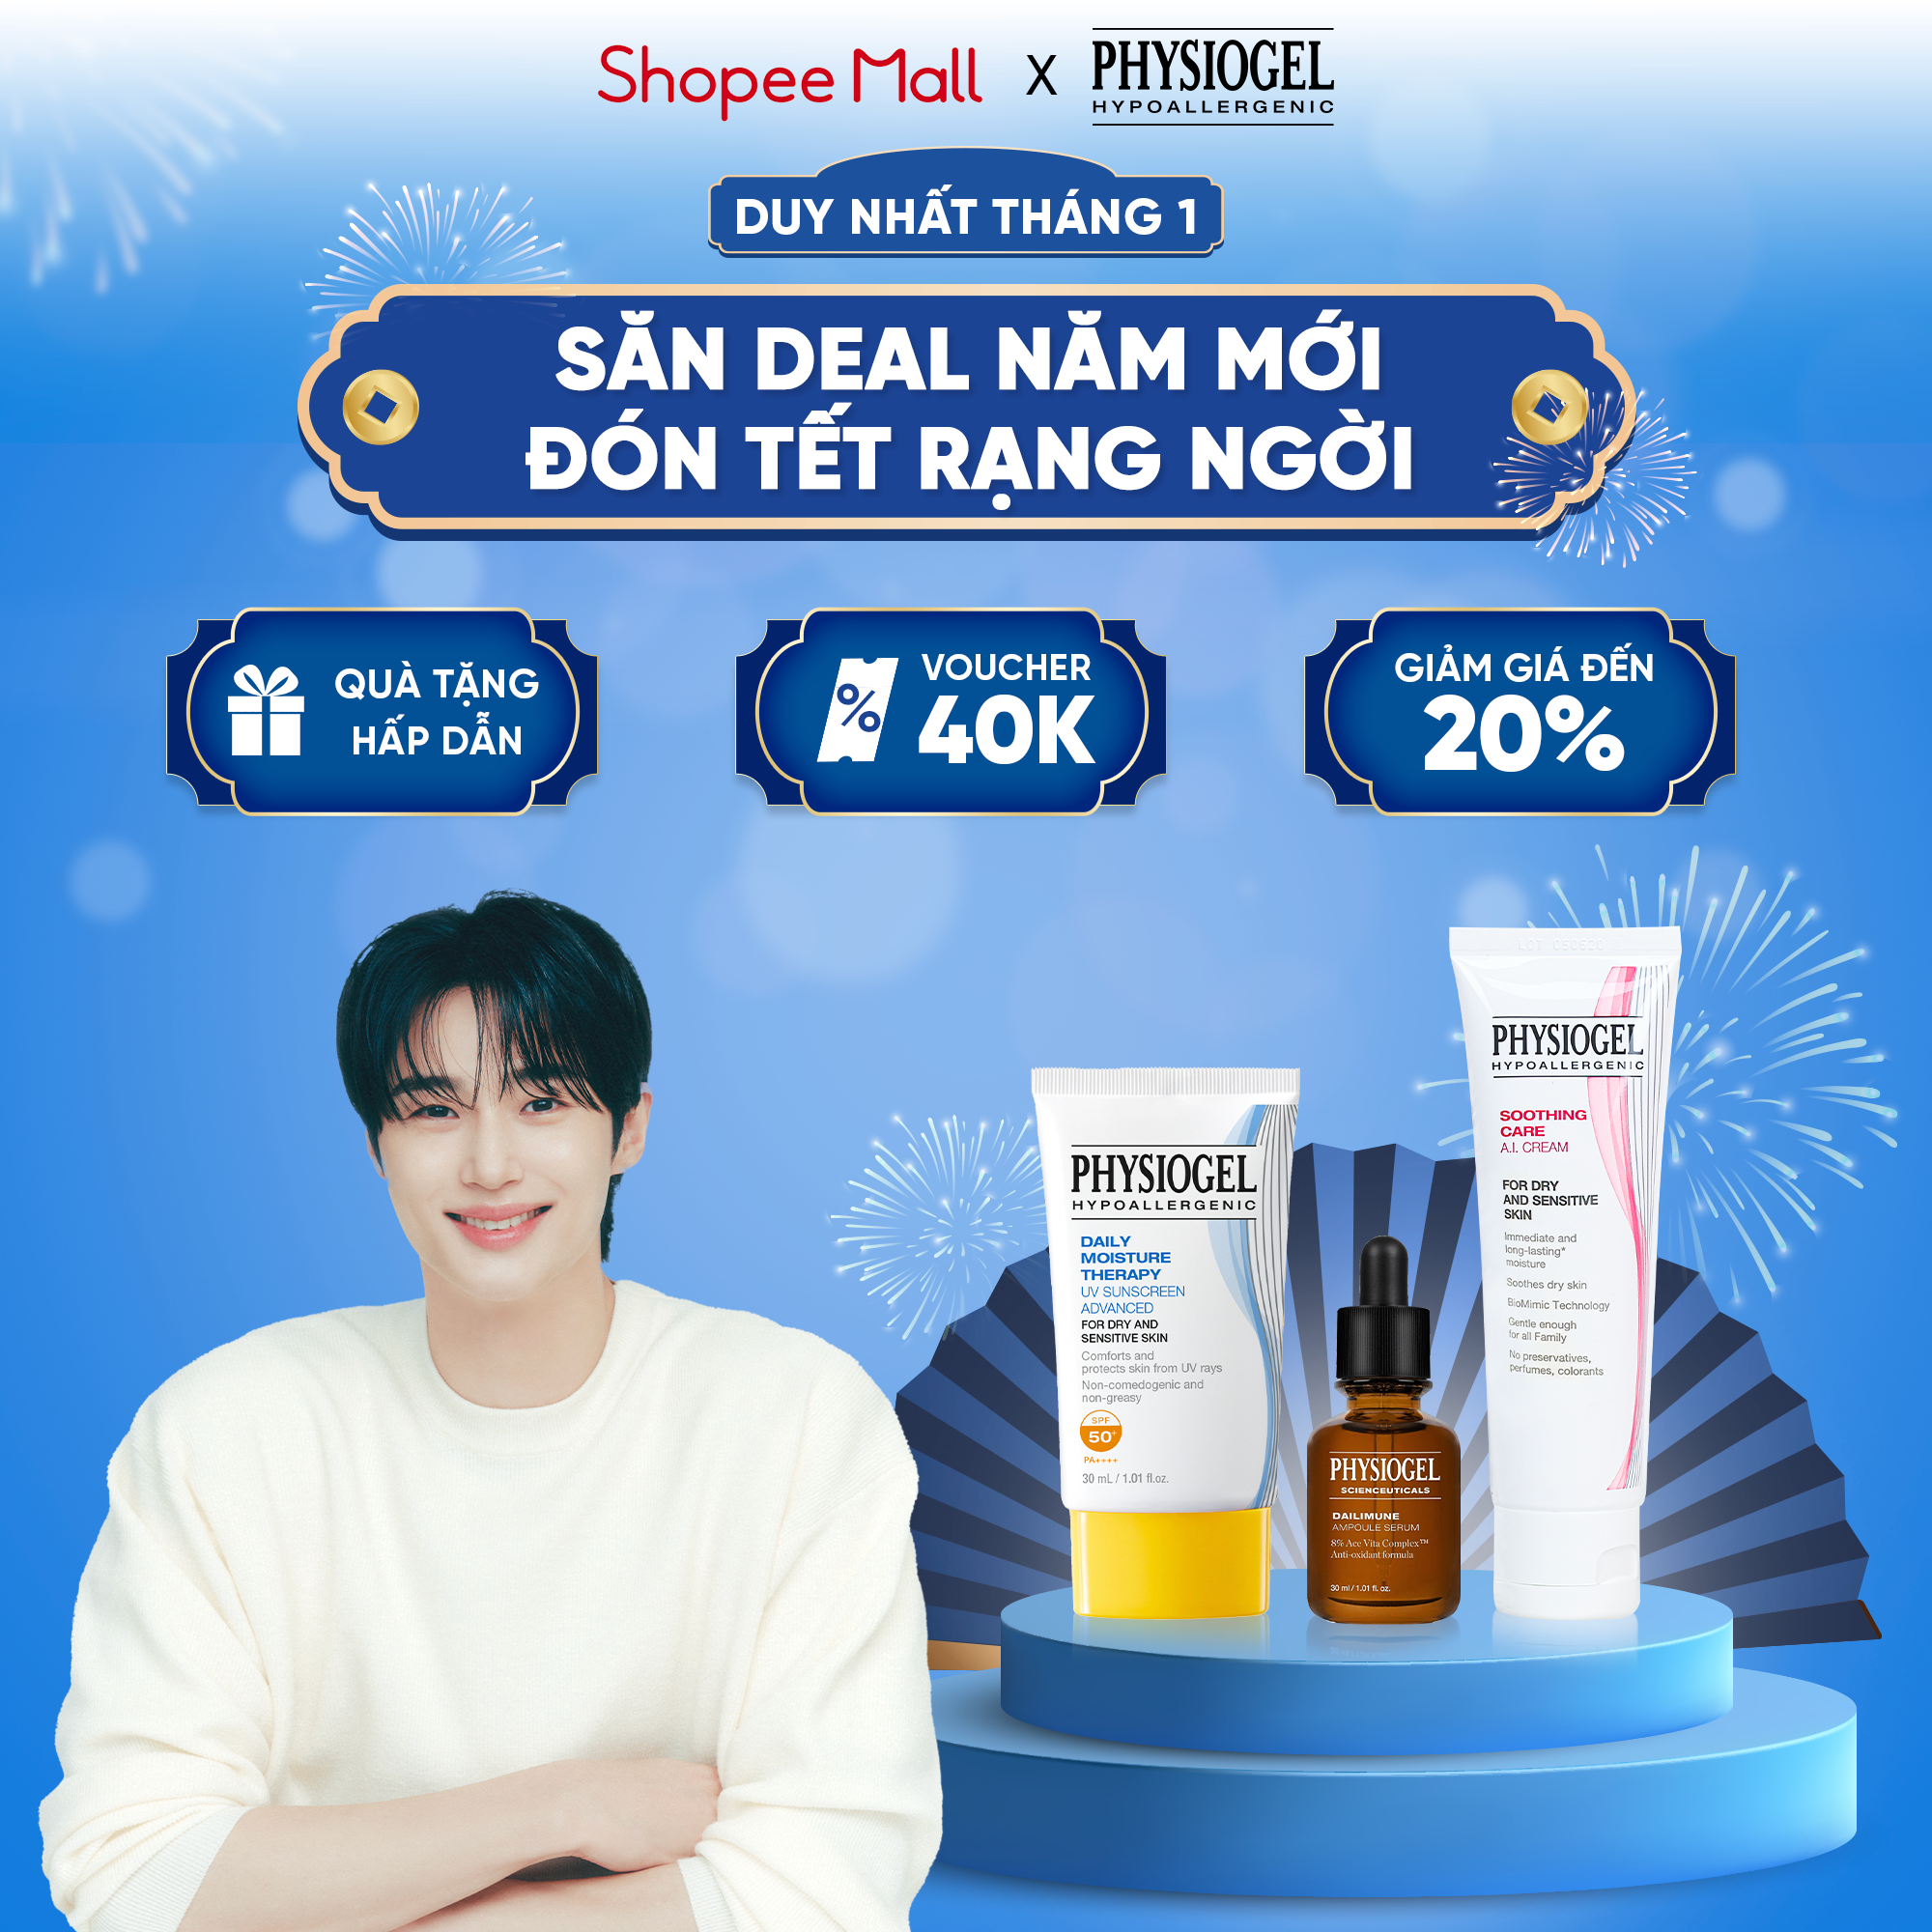 Shopee Mall X PHYSIOGEL
HYPOALLERGENIC
DUY NHẤT THÁNG 1
SĂN DEAL NĂM MỚI
ĐÓN TẾT RẠNG NGỜI
QUÀ TẶNG
HẤP DẪN
%
VOUCHER
40K
GIẢM GIÁ ĐẾN
20%
PHYSIOGEL
HYPOALLERGENIC
DAILY
MOISTURE
THERAPY
UV SUNSCREEN
ADVANCED
FOR DRY AND
SENSITIVE SKIN
Comforts and
protects skin from UV rays
Non-comedogenic and
non-greasy
SPF
50+
PA++++
30 mL / 1.01 fl.oz.
PHYSIOGEL
SCIENCEUTICALS
DAILIMUNE
AMPOULE SERUM
8% Ace Vita Complex™
Anti-oxidant formula
30 ml / 1.01 fl. oz.
LOT 050620
PHYSIOGEL
HYPOALLERGENIC
SOOTHING
CARE
A.I. CREAM
FOR DRY
AND SENSITIVE
SKIN
Immediate and
long-lasting*
moisture
Soothes dry skin
BioMimic Technology
Gentle enough
for all Family
No preservatives,
perfumes, colorants